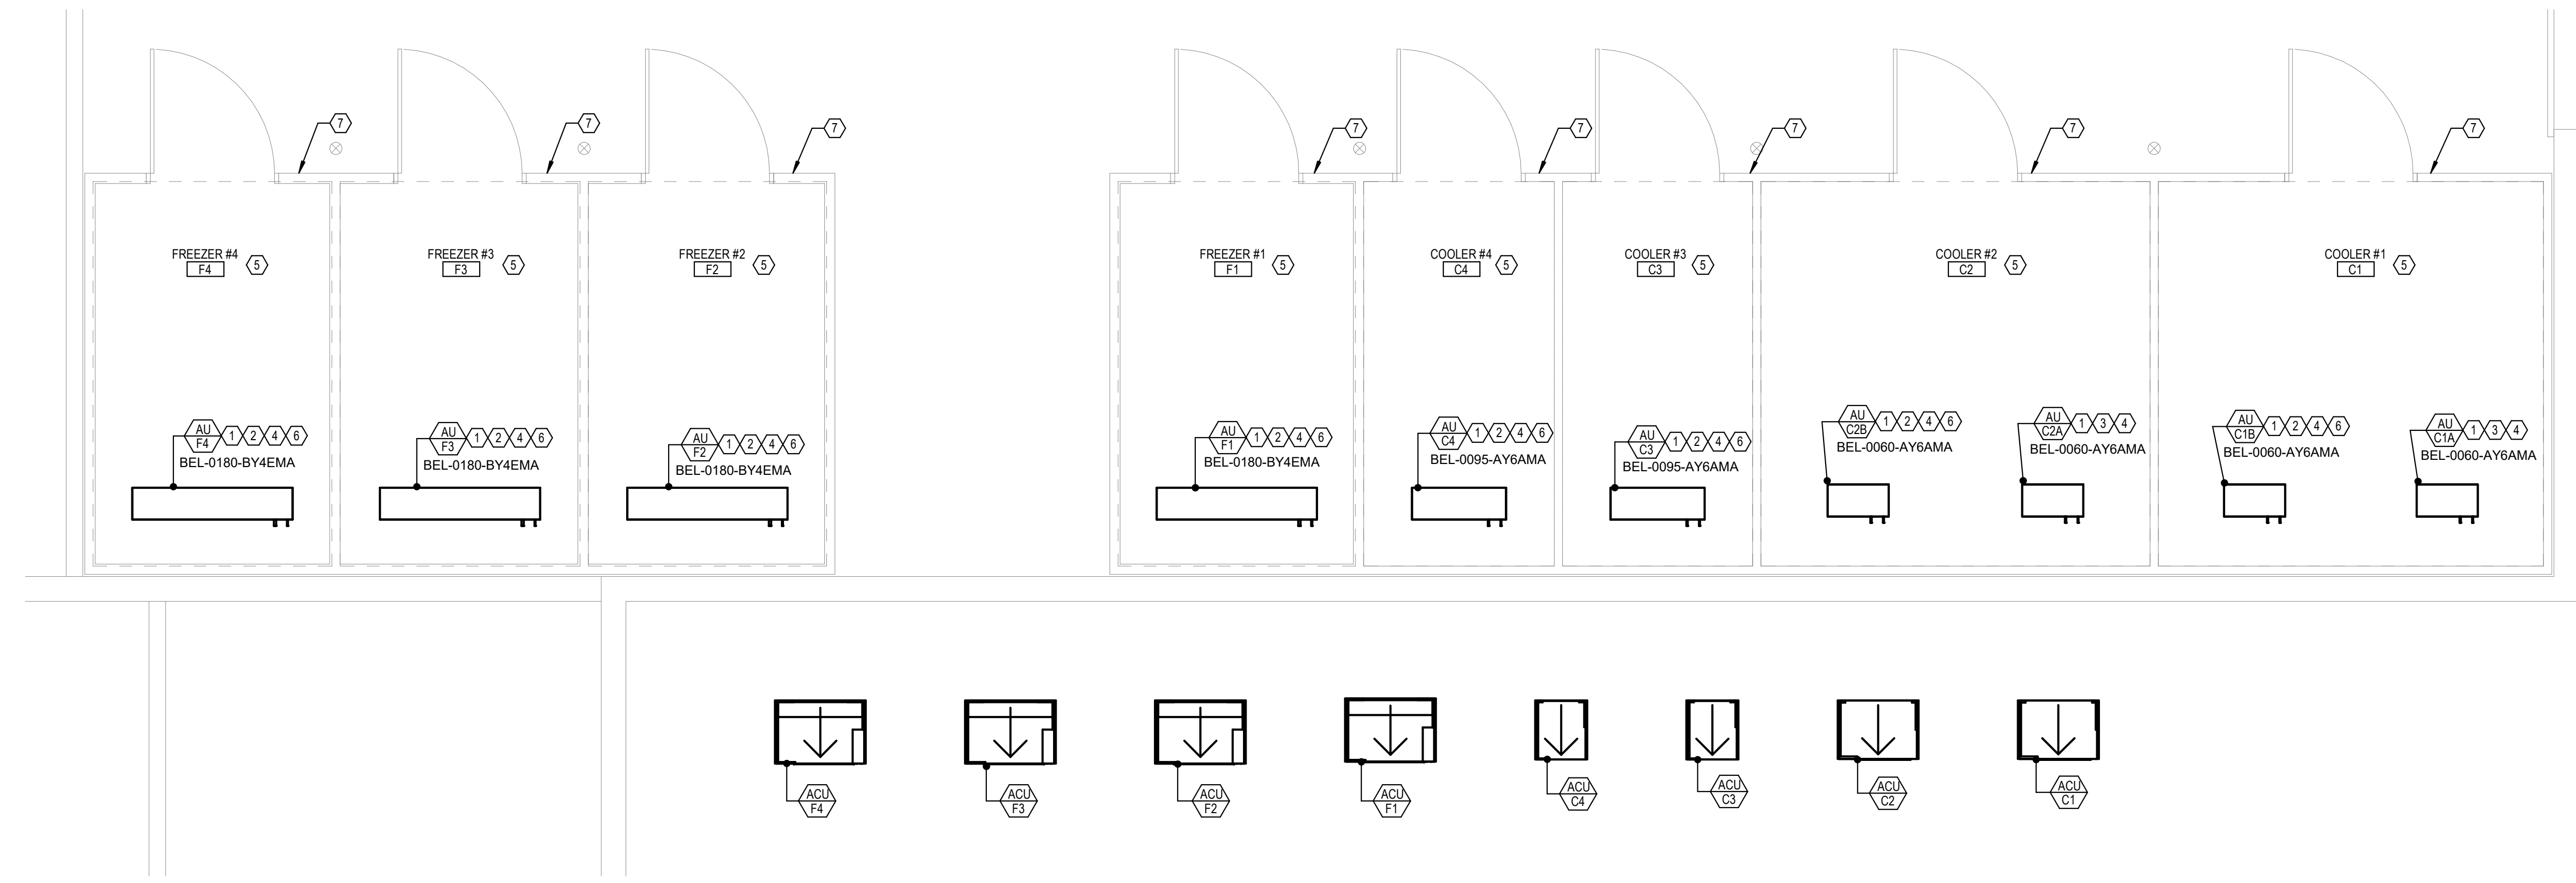 7
7
7
7
7
7
7
7
FREEZER #4
F4
5
FREEZER #3
F3
5
FREEZER #2
F2
5
FREEZER #1
F1
5
COOLER #4
C4
5
COOLER #3
C3
5
COOLER #2
C2
5
COOLER #1
C1
5
AU
F4
1 2 4 6
BEL-0180-BY4EMA
AU
F3
1 2 4 6
BEL-0180-BY4EMA
AU
F2
1 2 4 6
BEL-0180-BY4EMA
AU
F1
1 2 4 6
BEL-0180-BY4EMA
AU
C4
1 2 4 6
BEL-0095-AY6AMA
AU
C3
1 2 4 6
BEL-0095-AY6AMA
AU
C2B
1 2 4 6
BEL-0060-AY6AMA
AU
C2A
1 3 4
BEL-0060-AY6AMA
AU
C1B
1 2 4 6
BEL-0060-AY6AMA
AU
C1A
1 3 4
BEL-0060-AY6AMA
ACU
F4
ACU
F3
ACU
F2
ACU
F1
ACU
C4
ACU
C3
ACU
C2
ACU
C1